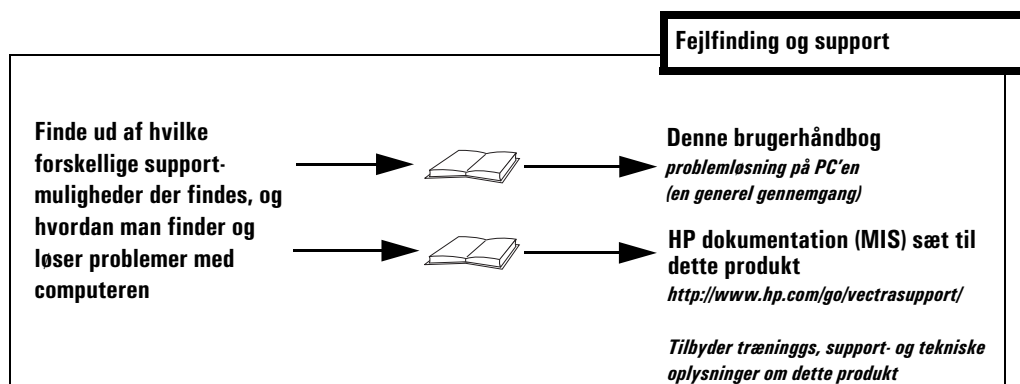 Fejlfinding og support
Finde ud af hvilke
forskellige support-
muligheder der findes, og
hvordan man finder og
løser problemer med
computeren
Denne brugerhåndbog
problemløsning på PC'en
(en generel gennemgang)
HP dokumentation (MIS) sæt til
dette produkt
http://www.hp.com/go/vectrasupport/
Tilbyder træninggs, support- og tekniske
oplysninger om dette produkt